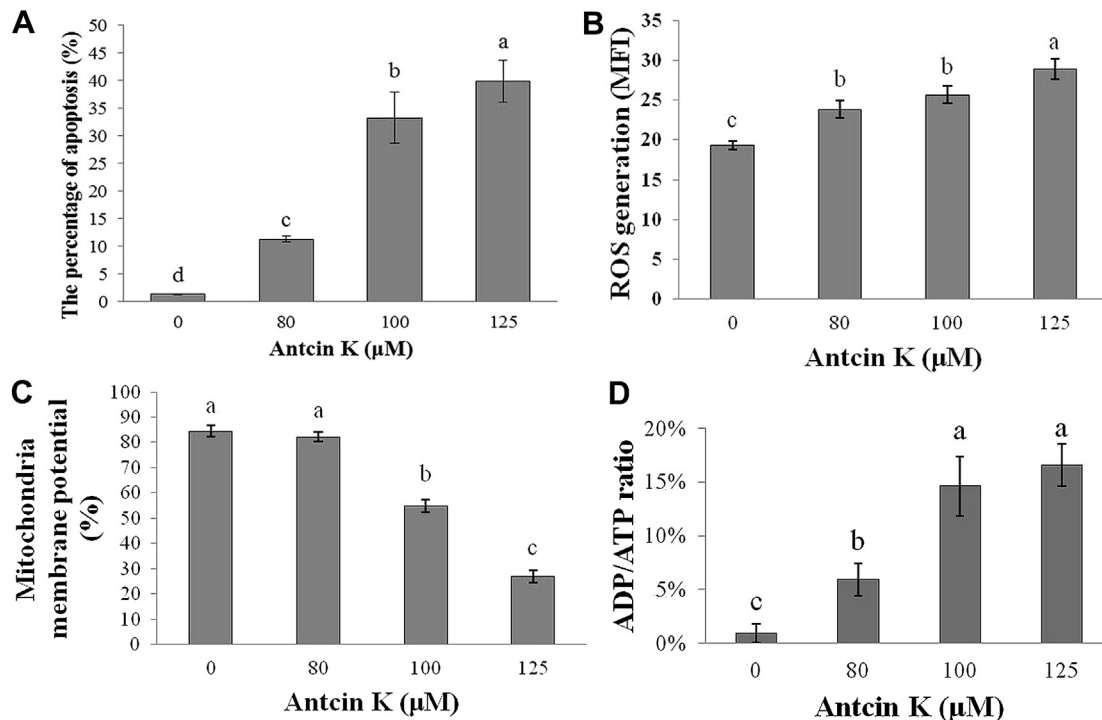 A
The percentage of apoptosis (%)
50
45
40
35
30
25
20
15
10
5
0
d
c
b
a
0 80 100 125
Antcin K (μM)
B
ROS generation (MFI)
35
30
25
20
15
10
5
0
c
b
b
a
0 80 100 125
Antcin K (μM)
C
Mitochondria
membrane potential
(%)
100
90
80
70
60
50
40
30
20
10
0
a
a
b
c
0 80 100 125
Antcin K (μM)
D
ADP/ATP ratio
20%
15%
10%
5%
0%
c
b
a
a
0 80 100 125
Antcin K (μM)